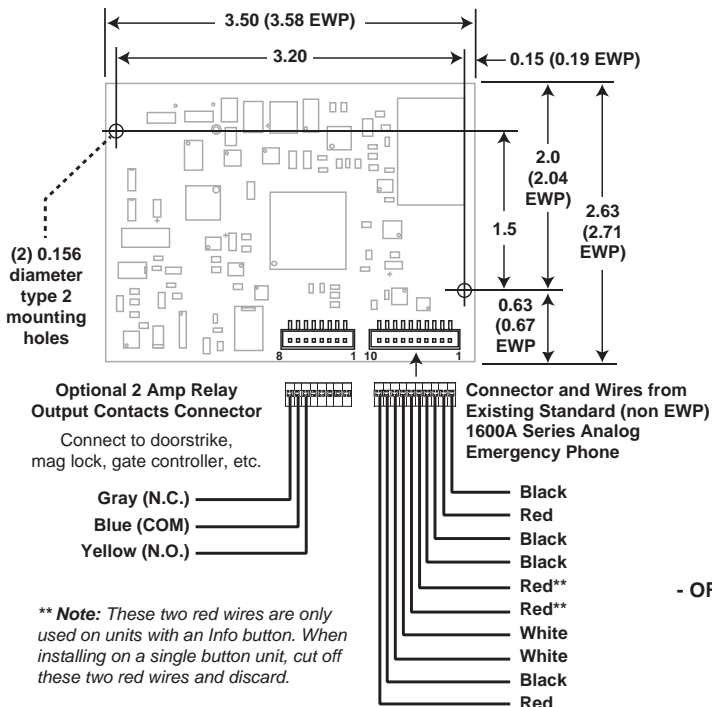 3.50 (3.58 EWP)
3.20
0.15 (0.19 EWP)
2.0
(2.04
EWP)
2.63
(2.71
EWP)
1.5
(2) 0.156
diameter
type 2
mounting
holes
0.63
(0.67
EWP
8
1
10
1
Optional 2 Amp Relay
Output Contacts Connector
Connect to doorstrike,
mag lock, gate controller, etc.
Gray (N.C.)
Blue (COM)
Yellow (N.O.)
Connector and Wires from
Existing Standard (non EWP)
1600A Series Analog
Emergency Phone
Black
Red
Black
Black
Red**
Red**
White
White
Black
Red
** Note: These two red wires are only
used on units with an Info button. When
installing on a single button unit, cut off
these two red wires and discard.